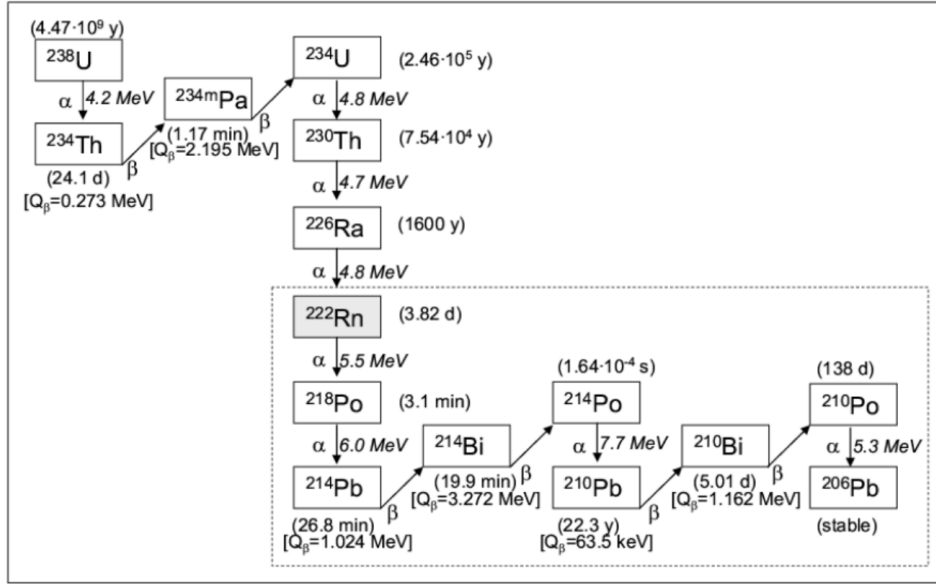 (4.47·10⁹ y)
²³⁸U
α 4.2 MeV
²³⁴Th
(24.1 d)
[Qᵦ=0.273 MeV]
β
²³⁴ᵐPa
(1.17 min)
[Qᵦ=2.195 MeV]
β
²³⁴U (2.46·10⁵ y)
α 4.8 MeV
²³⁰Th (7.54·10⁴ y)
α 4.7 MeV
²²⁶Ra (1600 y)
α 4.8 MeV
²²²Rn (3.82 d)
α 5.5 MeV
²¹⁸Po (3.1 min)
α 6.0 MeV
²¹⁴Pb
(26.8 min)
[Qᵦ=1.024 MeV]
β
²¹⁴Bi
(19.9 min)
[Qᵦ=3.272 MeV]
β
(1.64·10⁻⁴ s)
²¹⁴Po
α 7.7 MeV
²¹⁰Pb
(22.3 y)
[Qᵦ=63.5 keV]
β
²¹⁰Bi
(5.01 d)
[Qᵦ=1.162 MeV]
β
(138 d)
²¹⁰Po
α 5.3 MeV
²⁰⁶Pb
(stable)